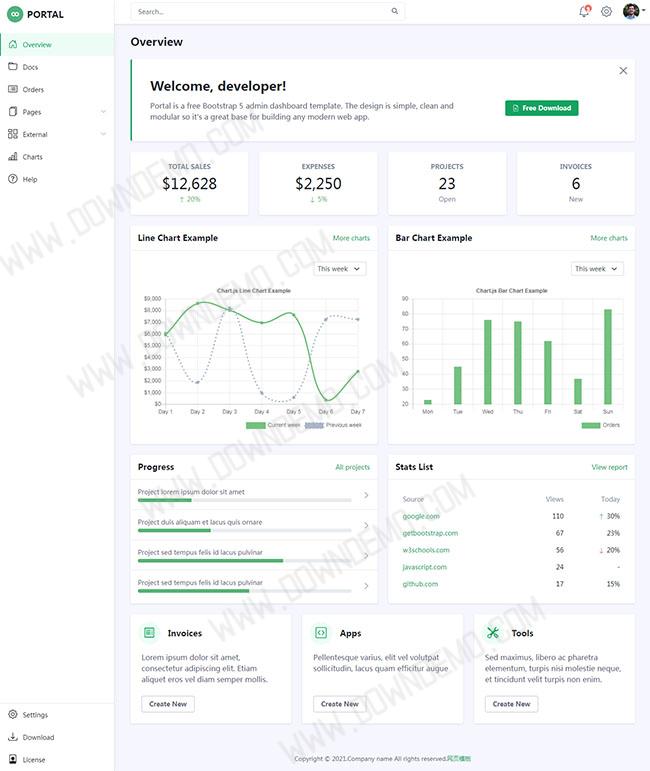 PORTAL
Search...
Overview
Docs
Orders
Pages
External
Charts
Help
Settings
Download
License
Overview
Welcome, developer!
Portal is a free Bootstrap 5 admin dashboard template. The design is simple, clean and
modular so it's a great base for building any modern web app.
Free Download
TOTAL SALES
$12,628
↑ 20%
EXPENSES
$2,250
↓ 5%
PROJECTS
23
Open
INVOICES
6
New
Line Chart Example
More charts
This week
Chart.js Line Chart Example
$9,000
$8,000
$7,000
$6,000
$5,000
$4,000
$3,000
$2,000
$1,000
$0
Day 1 Day 2 Day 3 Day 4 Day 5 Day 6 Day 7
Current week Previous week
Bar Chart Example
More charts
This week
Chart.js Bar Chart Example
90
80
70
60
50
40
30
20
Mon Tue Wed Thu Fri Sat Sun
Orders
Progress
All projects
Project lorem ipsum dolor sit amet
Project duis aliquam et lacus quis ornare
Project sed tempus felis id lacus pulvinar
Project sed tempus felis id lacus pulvinar
Stats List
View report
Source Views Today
google.com 110 ↑ 30%
getbootstrap.com 67 23%
w3schools.com 56 ↓ 20%
javascript.com 24 -
github.com 17 15%
Invoices
Lorem ipsum dolor sit amet,
consectetur adipiscing elit. Etiam
aliquet eros vel diam semper mollis.
Create New
Apps
Pellentesque varius, elit vel volutpat
sollicitudin, lacus quam efficitur augue
Create New
Tools
Sed maximus, libero ac pharetra
elementum, turpis nisi molestie neque,
et tincidunt velit turpis non enim.
Create New
Copyright © 2021.Company name All rights reserved.网页模板
WWW.DOWNDEMO.COM
WWW.DOWNDEMO.COM
WWW.DOWNDEMO.COM
WWW.DOWNDEMO.COM
WWW.DOWNDEMO.COM